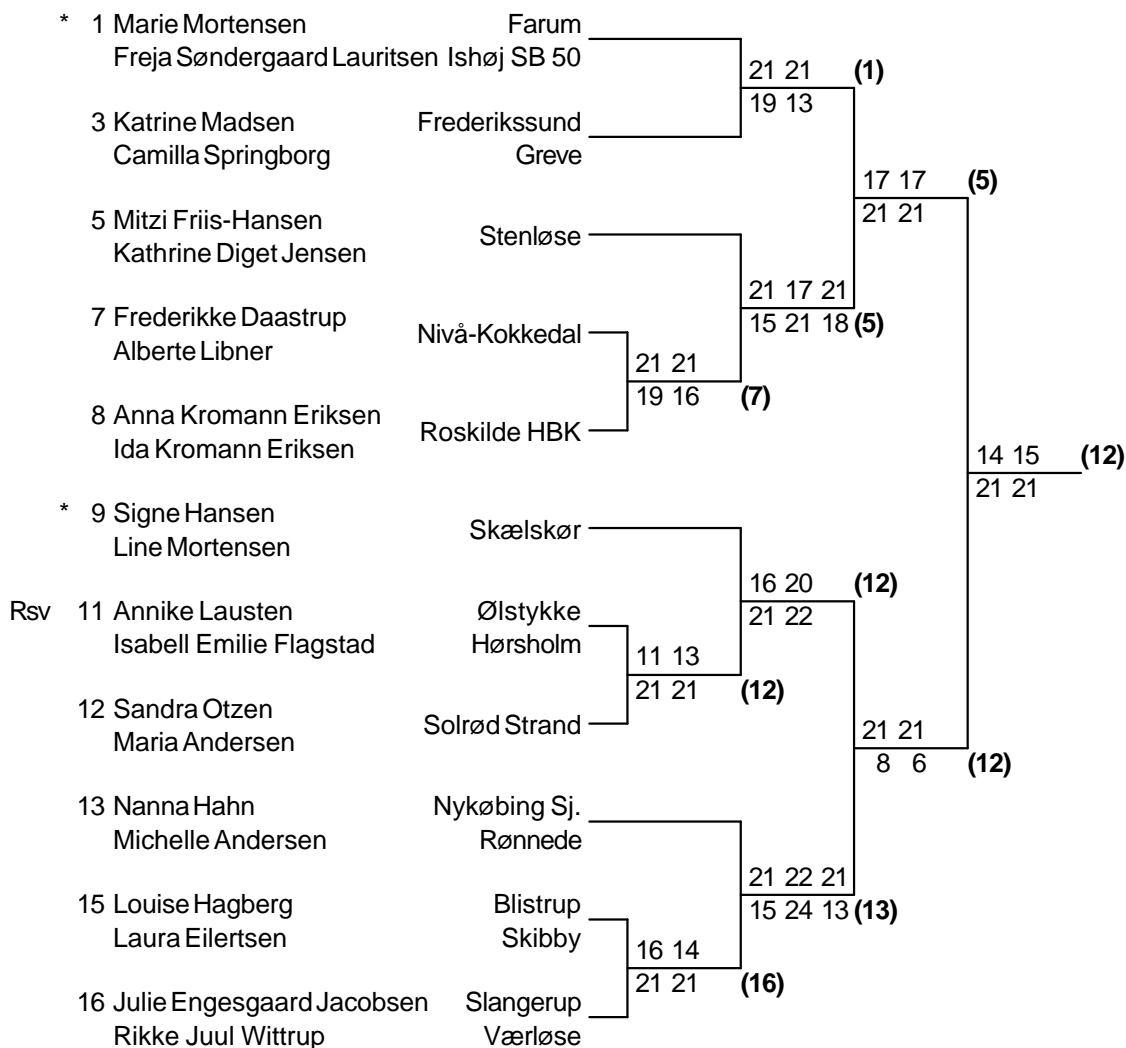 * 1 Marie Mortensen Farum
Freja Søndergaard Lauritsen Ishøj SB 50
21 21 (1)
19 13
3 Katrine Madsen Frederikssund
Camilla Springborg Greve
17 17 (5)
21 21
5 Mitzi Friis-Hansen Stenløse
Kathrine Diget Jensen
21 17 21
15 21 18 (5)
7 Frederikke Daastrup Nivå-Kokkedal
Alberte Libner
21 21
19 16 (7)
8 Anna Kromann Eriksen Roskilde HBK
Ida Kromann Eriksen
14 15 (12)
21 21
* 9 Signe Hansen Skælskør
Line Mortensen
16 20 (12)
21 22
Rsv 11 Annike Lausten Ølstykke
Isabell Emilie Flagstad Hørsholm
11 13
21 21 (12)
12 Sandra Otzen Solrød Strand
Maria Andersen
21 21
8 6 (12)
13 Nanna Hahn Nykøbing Sj.
Michelle Andersen Rønnede
21 22 21
15 24 13 (13)
15 Louise Hagberg Blistrup
Laura Eilertsen Skibby
16 14
21 21 (16)
16 Julie Engesgaard Jacobsen Slangerup
Rikke Juul Wittrup Værløse